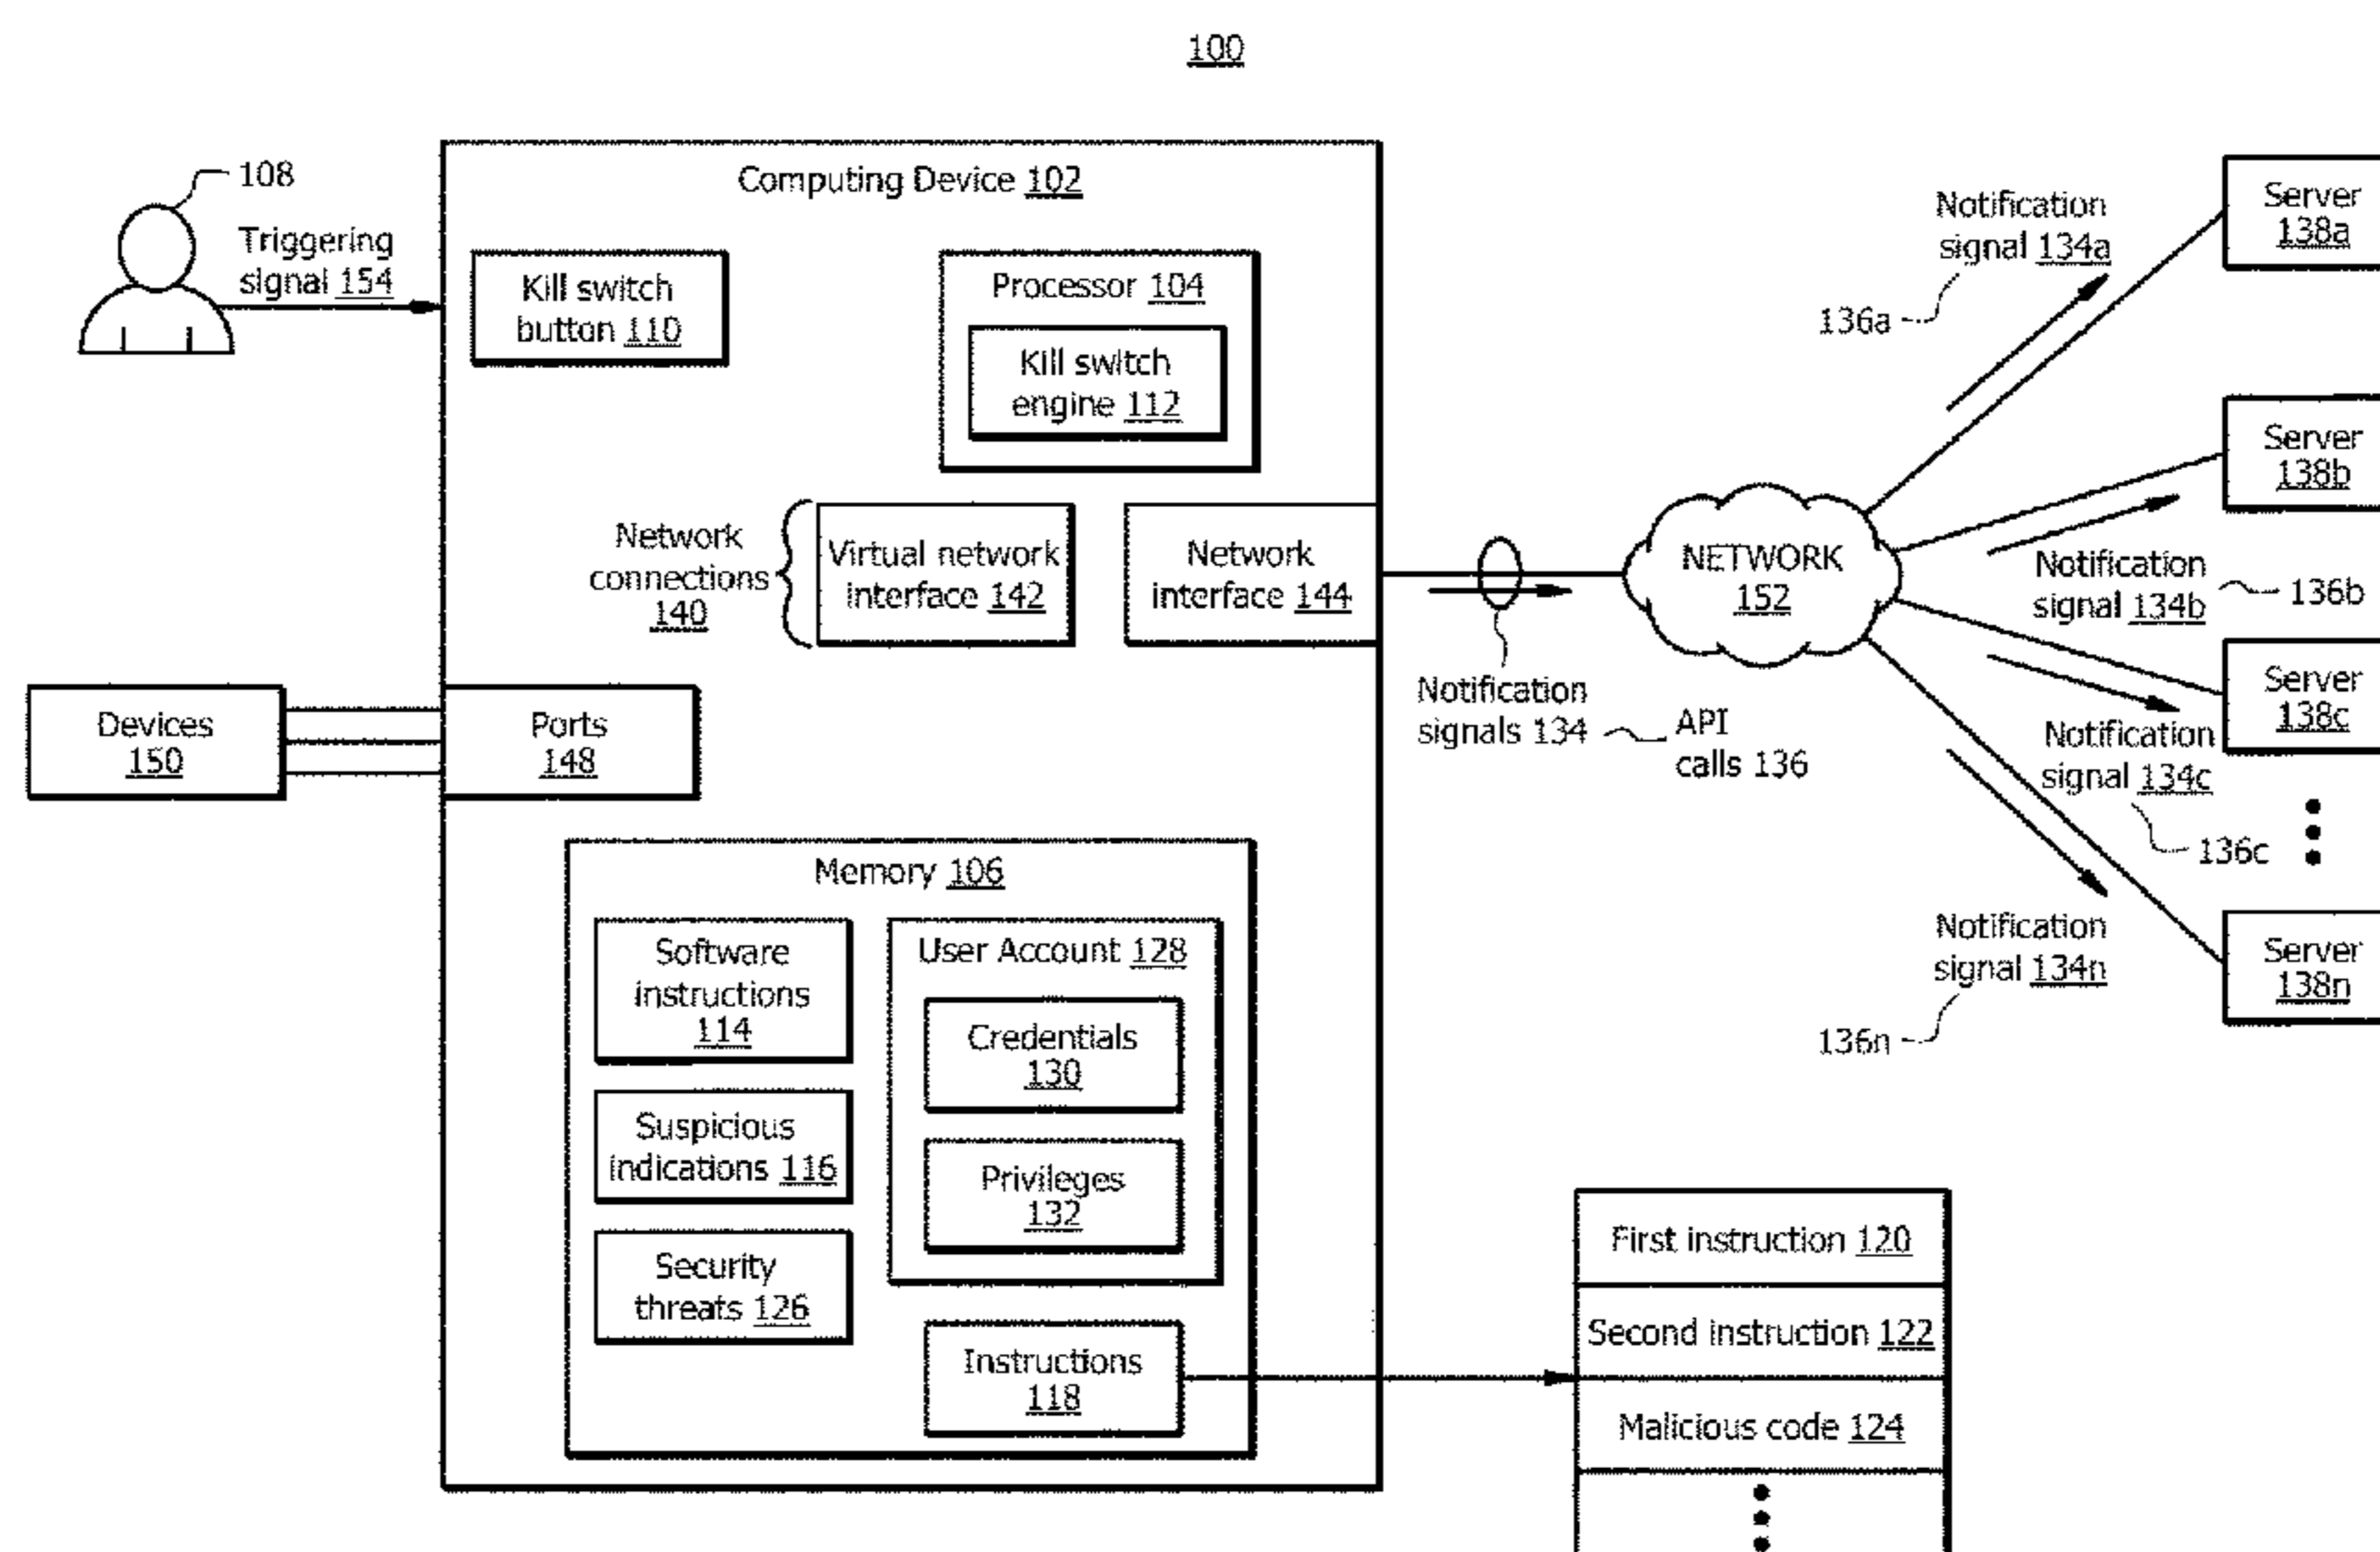 100
108
Triggering
signal 154
Computing Device 102
Kill switch
button 110
Processor 104
Kill switch
engine 112
Network
connections
140
Virtual network
interface 142
Network
interface 144
Devices
150
Ports
148
Notification
signals 134
API
calls 136
NETWORK
152
Notification
signal 134a
136a
Server
138a
Server
138b
Notification
signal 134b
136b
Server
138c
Notification
signal 134c
136c
Notification
signal 134n
136n
Server
138n
Memory 106
Software
instructions
114
Suspicious
indications 116
Security
threats 126
User Account 128
Credentials
130
Privileges
132
Instructions
118
First instruction 120
Second instruction 122
Malicious code 124